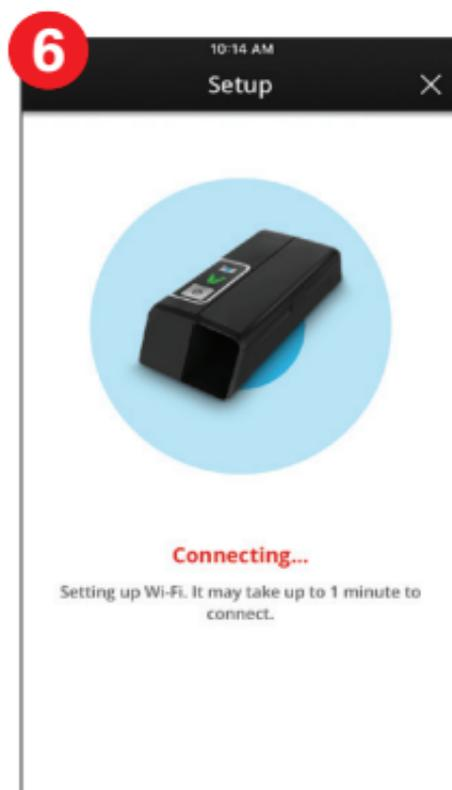 6
10:14 AM
Setup
Connecting...
Setting up Wi-Fi. It may take up to 1 minute to
connect.